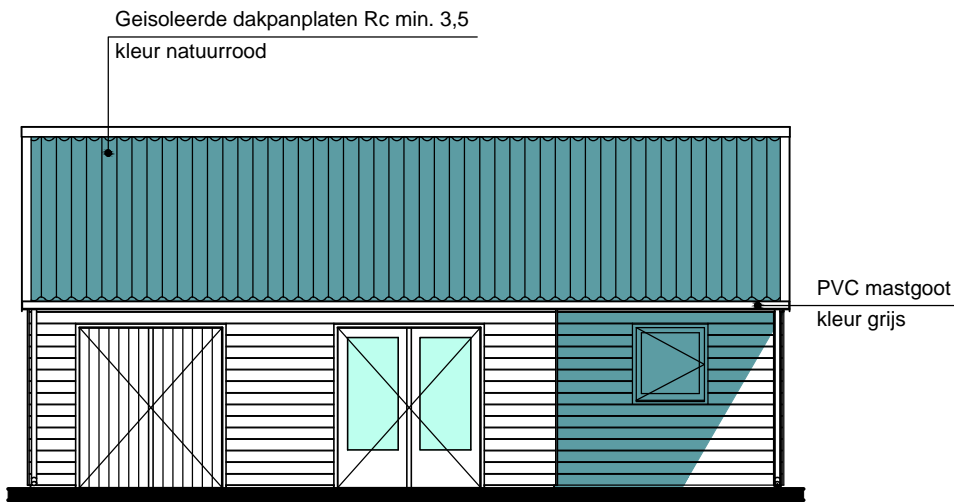 Geisoleerde dakpanplaten Rc min. 3,5
kleur natuurrood
PVC mastgoot
kleur grijs